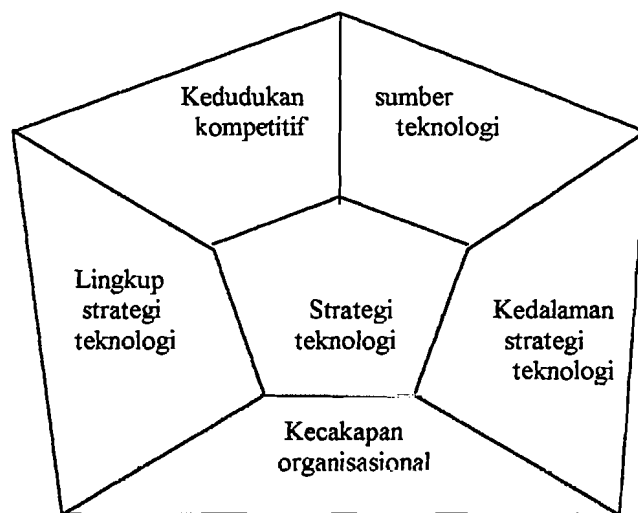 Kedudukan
kompetitif
sumber
teknologi
Lingkup
strategi
teknologi
Strategi
teknologi
Kedalaman
strategi
teknologi
Kecakapan
organisasional